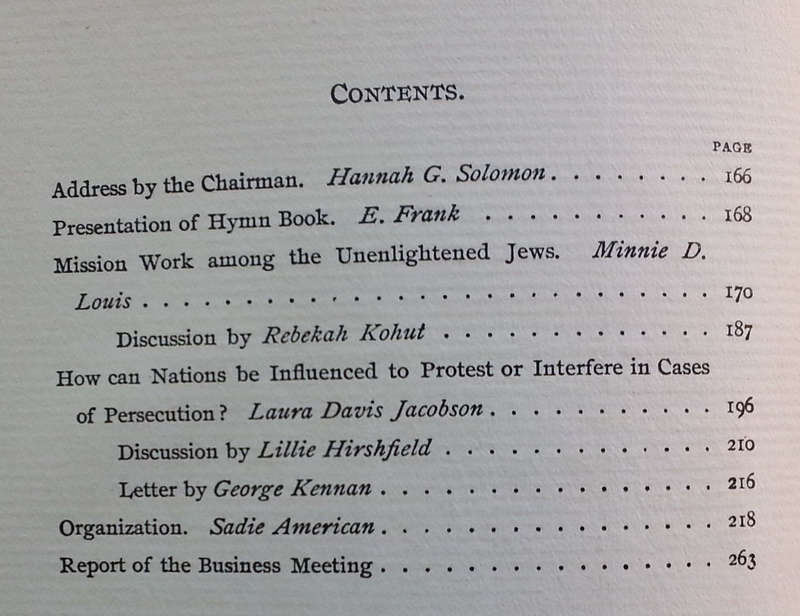 CONTENTS.
PAGE
Address by the Chairman. Hannah G. Solomon . . . . . . . . 166
Presentation of Hymn Book. E. Frank . . . . . . . . . . . 168
Mission Work among the Unenlightened Jews. Minnie D.
Louis . . . . . . . . . . . . . . . . . . . . . . . 170
Discussion by Rebekah Kohut . . . . . . . . . . . . . 187
How can Nations be Influenced to Protest or Interfere in Cases
of Persecution? Laura Davis Jacobson . . . . . . . . . . . 196
Discussion by Lillie Hirshfield . . . . . . . . . . . . . 210
Letter by George Kennan . . . . . . . . . . . . . . . . 216
Organization. Sadie American . . . . . . . . . . . . . . . . 218
Report of the Business Meeting . . . . . . . . . . . . . . . . 263